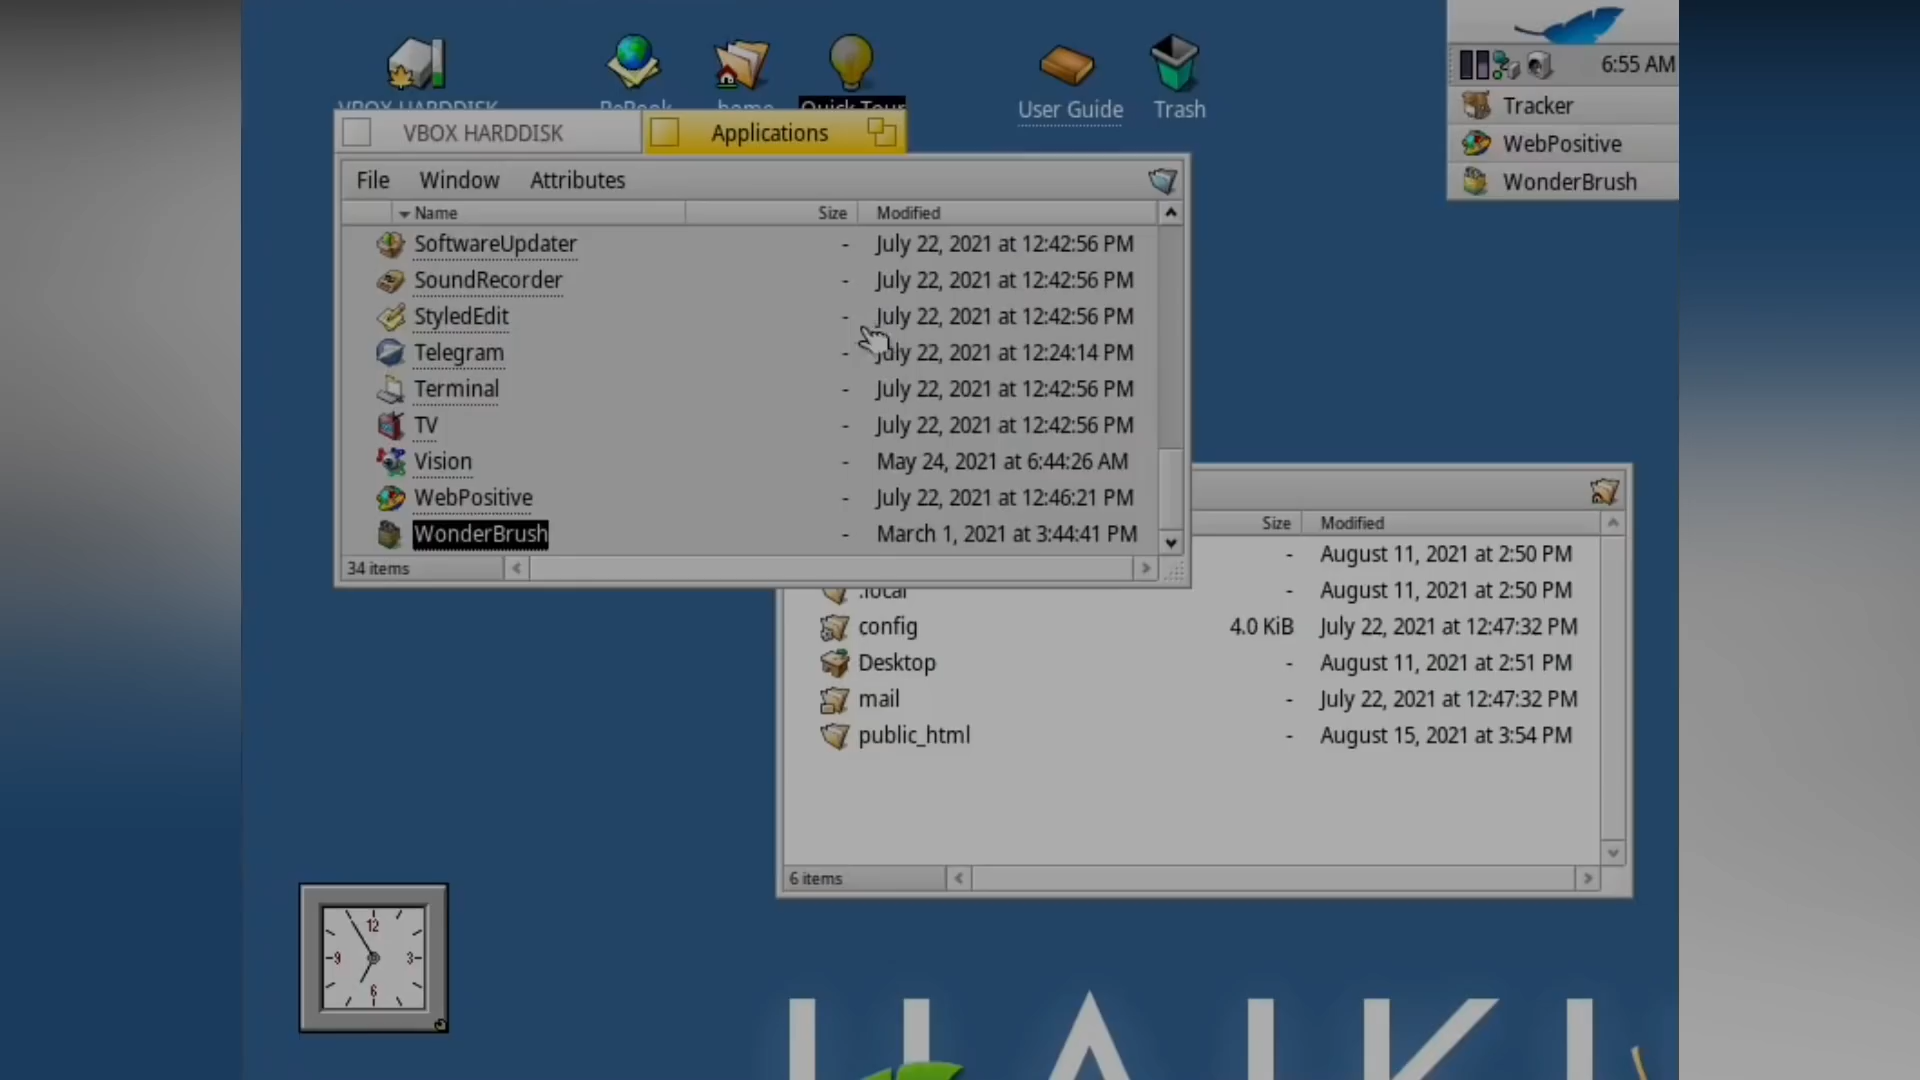 VBOX HARDDISK
BeBook
home
Quick Tour
User Guide
Trash
6:55 AM
Tracker
WebPositive
WonderBrush
VBOX HARDDISK
Applications
File Window Attributes
Name Size Modified
SoftwareUpdater - July 22, 2021 at 12:42:56 PM
SoundRecorder - July 22, 2021 at 12:42:56 PM
StyledEdit - July 22, 2021 at 12:42:56 PM
Telegram - July 22, 2021 at 12:24:14 PM
Terminal - July 22, 2021 at 12:42:56 PM
TV - July 22, 2021 at 12:42:56 PM
Vision - May 24, 2021 at 6:44:26 AM
WebPositive - July 22, 2021 at 12:46:21 PM
WonderBrush - March 1, 2021 at 3:44:41 PM
34 items
Size Modified
- August 11, 2021 at 2:50 PM
.local - August 11, 2021 at 2:50 PM
config 4.0 KiB July 22, 2021 at 12:47:32 PM
Desktop - August 11, 2021 at 2:51 PM
mail - July 22, 2021 at 12:47:32 PM
public_html - August 15, 2021 at 3:54 PM
6 items
12
9 3
6
HAIKU